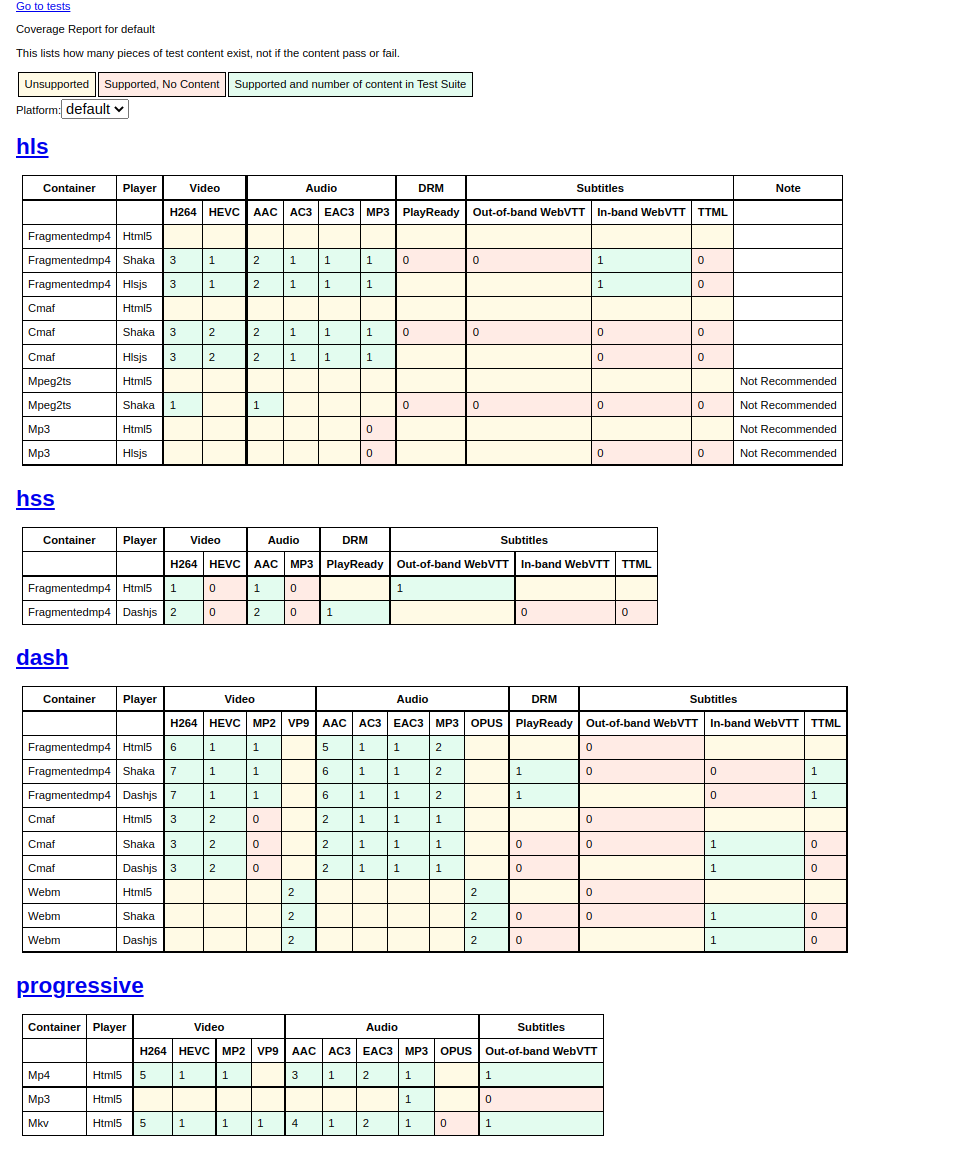 Go to tests
Coverage Report for default
This lists how many pieces of test content exist, not if the content pass or fail.
Unsupported Supported, No Content Supported and number of content in Test Suite
Platform: default
hls
Container Player Video Audio DRM Subtitles Note
H264 HEVC AAC AC3 EAC3 MP3 PlayReady Out-of-band WebVTT In-band WebVTT TTML
Fragmentedmp4 Html5
Fragmentedmp4 Shaka 3 1 2 1 1 1 0 0 1 0
Fragmentedmp4 Hlsjs 3 1 2 1 1 1 1 0
Cmaf Html5
Cmaf Shaka 3 2 2 1 1 1 0 0 0 0
Cmaf Hlsjs 3 2 2 1 1 1 0 0
Mpeg2ts Html5 Not Recommended
Mpeg2ts Shaka 1 1 0 0 0 0 Not Recommended
Mp3 Html5 0 Not Recommended
Mp3 Hlsjs 0 0 0 Not Recommended
hss
Container Player Video Audio DRM Subtitles
H264 HEVC AAC MP3 PlayReady Out-of-band WebVTT In-band WebVTT TTML
Fragmentedmp4 Html5 1 0 1 0 1
Fragmentedmp4 Dashjs 2 0 2 0 1 0 0
dash
Container Player Video Audio DRM Subtitles
H264 HEVC MP2 VP9 AAC AC3 EAC3 MP3 OPUS PlayReady Out-of-band WebVTT In-band WebVTT TTML
Fragmentedmp4 Html5 6 1 1 5 1 1 2 0
Fragmentedmp4 Shaka 7 1 1 6 1 1 2 1 0 0 1
Fragmentedmp4 Dashjs 7 1 1 6 1 1 2 1 0 1
Cmaf Html5 3 2 0 2 1 1 1 0
Cmaf Shaka 3 2 0 2 1 1 1 0 0 1 0
Cmaf Dashjs 3 2 0 2 1 1 1 0 1 0
Webm Html5 2 2 0
Webm Shaka 2 2 0 0 1 0
Webm Dashjs 2 2 0 1 0
progressive
Container Player Video Audio Subtitles
H264 HEVC MP2 VP9 AAC AC3 EAC3 MP3 OPUS Out-of-band WebVTT
Mp4 Html5 5 1 1 3 1 2 1 1
Mp3 Html5 1 0
Mkv Html5 5 1 1 1 4 1 2 1 0 1